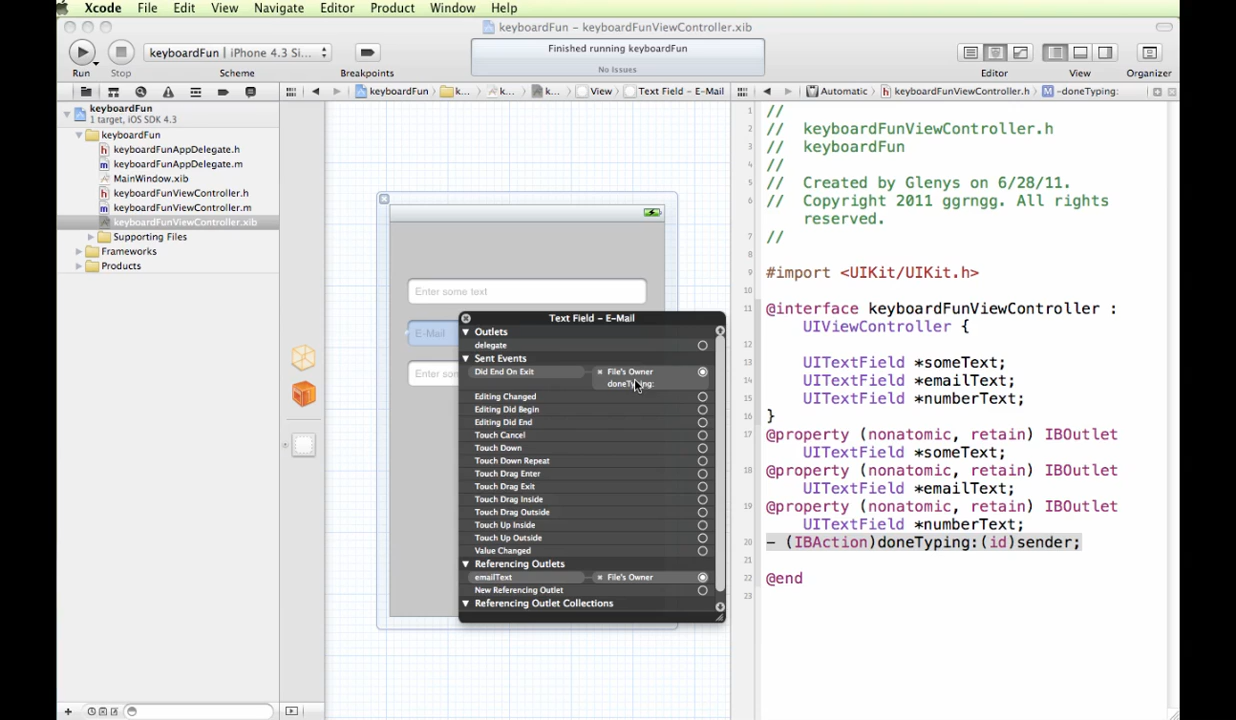 Xcode File Edit View Navigate Editor Product Window Help
keyboardFun – keyboardFunViewController.xib
keyboardFun | iPhone 4.3 Si...
Finished running keyboardFun
No Issues
Run Stop Scheme Breakpoints Editor View Organizer
keyboardFun k... k... k... View Text Field – E-Mail
Automatic keyboardFunViewController.h M -doneTyping:
keyboardFun
1 target, iOS SDK 4.3
keyboardFun
h keyboardFunAppDelegate.h
m keyboardFunAppDelegate.m
MainWindow.xib
h keyboardFunViewController.h
m keyboardFunViewController.m
keyboardFunViewController.xib
Supporting Files
Frameworks
Products
Enter some text
E-Mail
Enter som
Text Field – E-Mail
Outlets
delegate
Sent Events
Did End On Exit File's Owner
doneTyping:
Editing Changed
Editing Did Begin
Editing Did End
Touch Cancel
Touch Down
Touch Down Repeat
Touch Drag Enter
Touch Drag Exit
Touch Drag Inside
Touch Drag Outside
Touch Up Inside
Touch Up Outside
Value Changed
Referencing Outlets
emailText File's Owner
New Referencing Outlet
Referencing Outlet Collections
1 //
2 // keyboardFunViewController.h
3 // keyboardFun
4 //
5 // Created by Glenys on 6/28/11.
6 // Copyright 2011 ggrngg. All rights
reserved.
7 //
8
9 #import <UIKit/UIKit.h>
10
11 @interface keyboardFunViewController :
UIViewController {
12
13 UITextField *someText;
14 UITextField *emailText;
15 UITextField *numberText;
16 }
17 @property (nonatomic, retain) IBOutlet
UITextField *someText;
18 @property (nonatomic, retain) IBOutlet
UITextField *emailText;
19 @property (nonatomic, retain) IBOutlet
UITextField *numberText;
20 – (IBAction)doneTyping:(id)sender;
21
22 @end
23